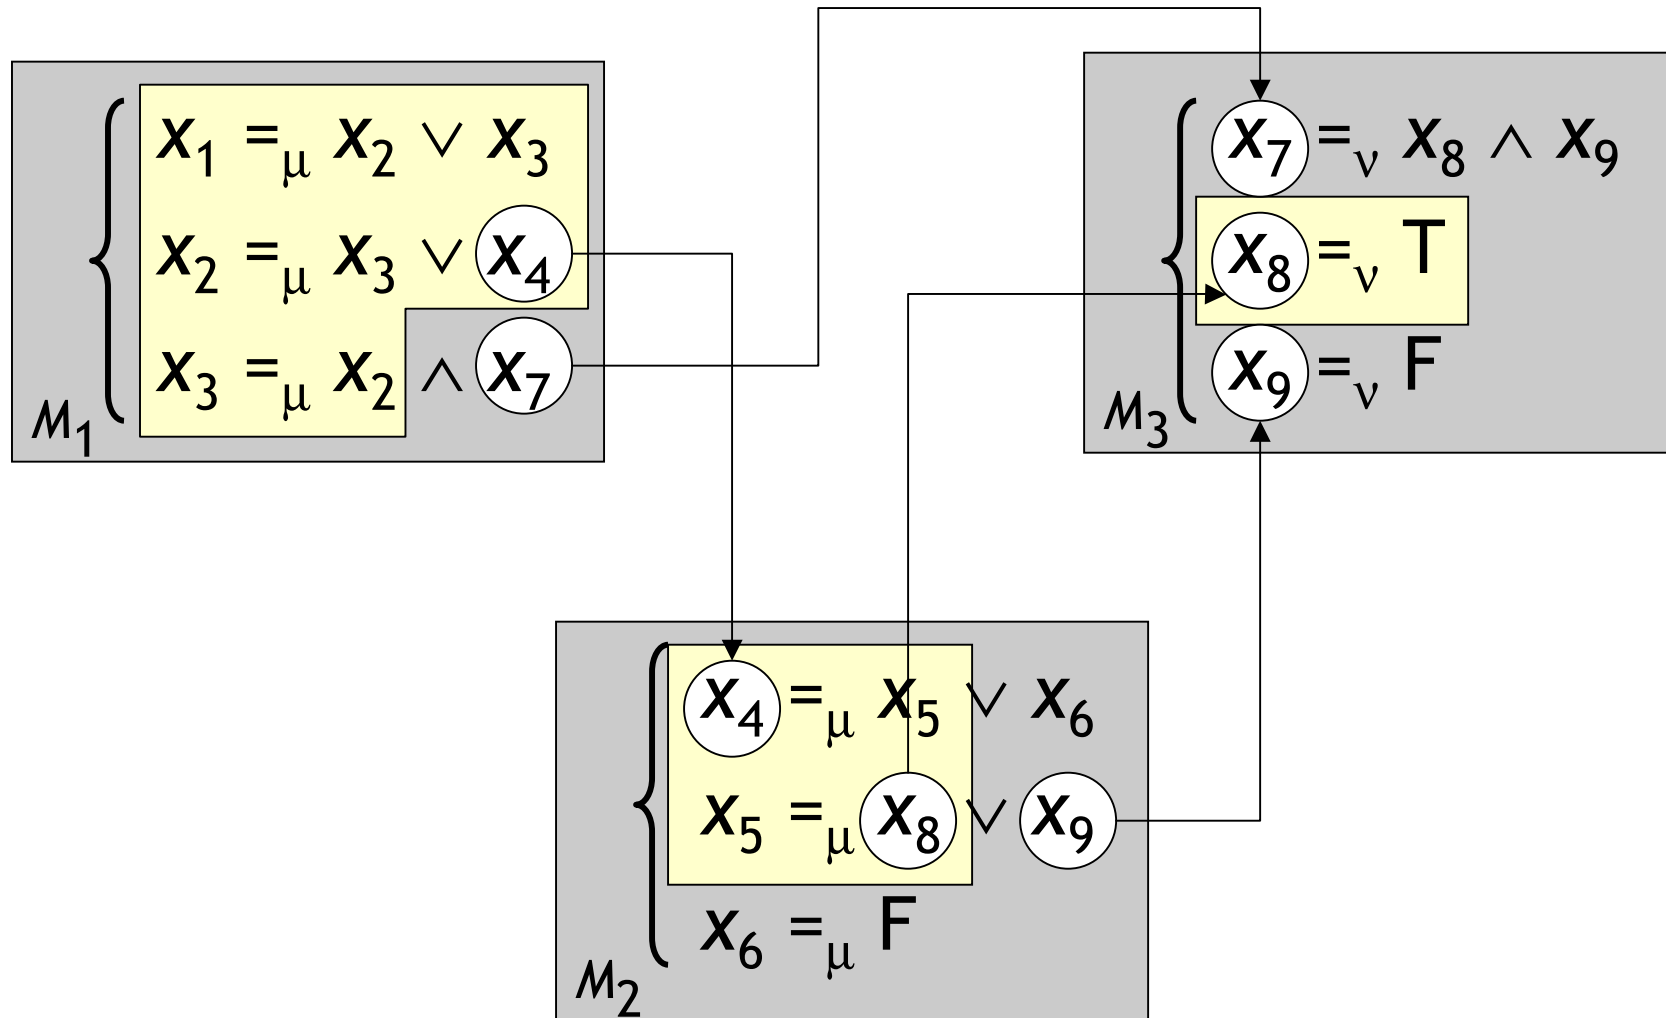 x₁ =μ x₂ ∨ x₃
x₂ =μ x₃ ∨ x₄
x₃ =μ x₂ ∧ x₇
M₁
x₇ =ν x₈ ∧ x₉
x₈ =ν T
x₉ =ν F
M₃
x₄ =μ x₅ ∨ x₆
x₅ =μ x₈ ∨ x₉
x₆ =μ F
M₂